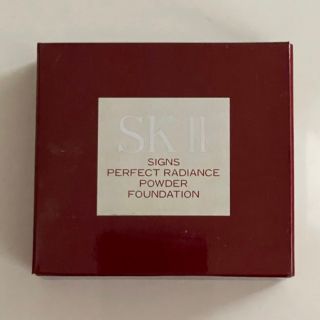 SK II
SIGNS
PERFECT RADIANCE
POWDER
FOUNDATION